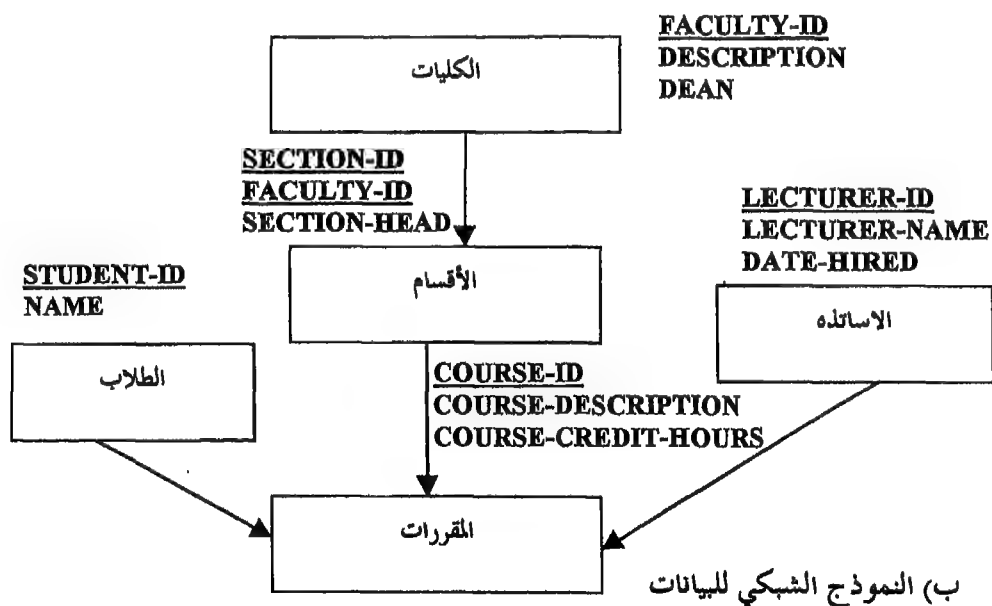 الكليات
FACULTY-ID
DESCRIPTION
DEAN
SECTION-ID
FACULTY-ID
SECTION-HEAD
الأقسام
LECTURER-ID
LECTURER-NAME
DATE-HIRED
الاساتذه
STUDENT-ID
NAME
الطلاب
COURSE-ID
COURSE-DESCRIPTION
COURSE-CREDIT-HOURS
المقررات
ب) النموذج الشبكي للبيانات